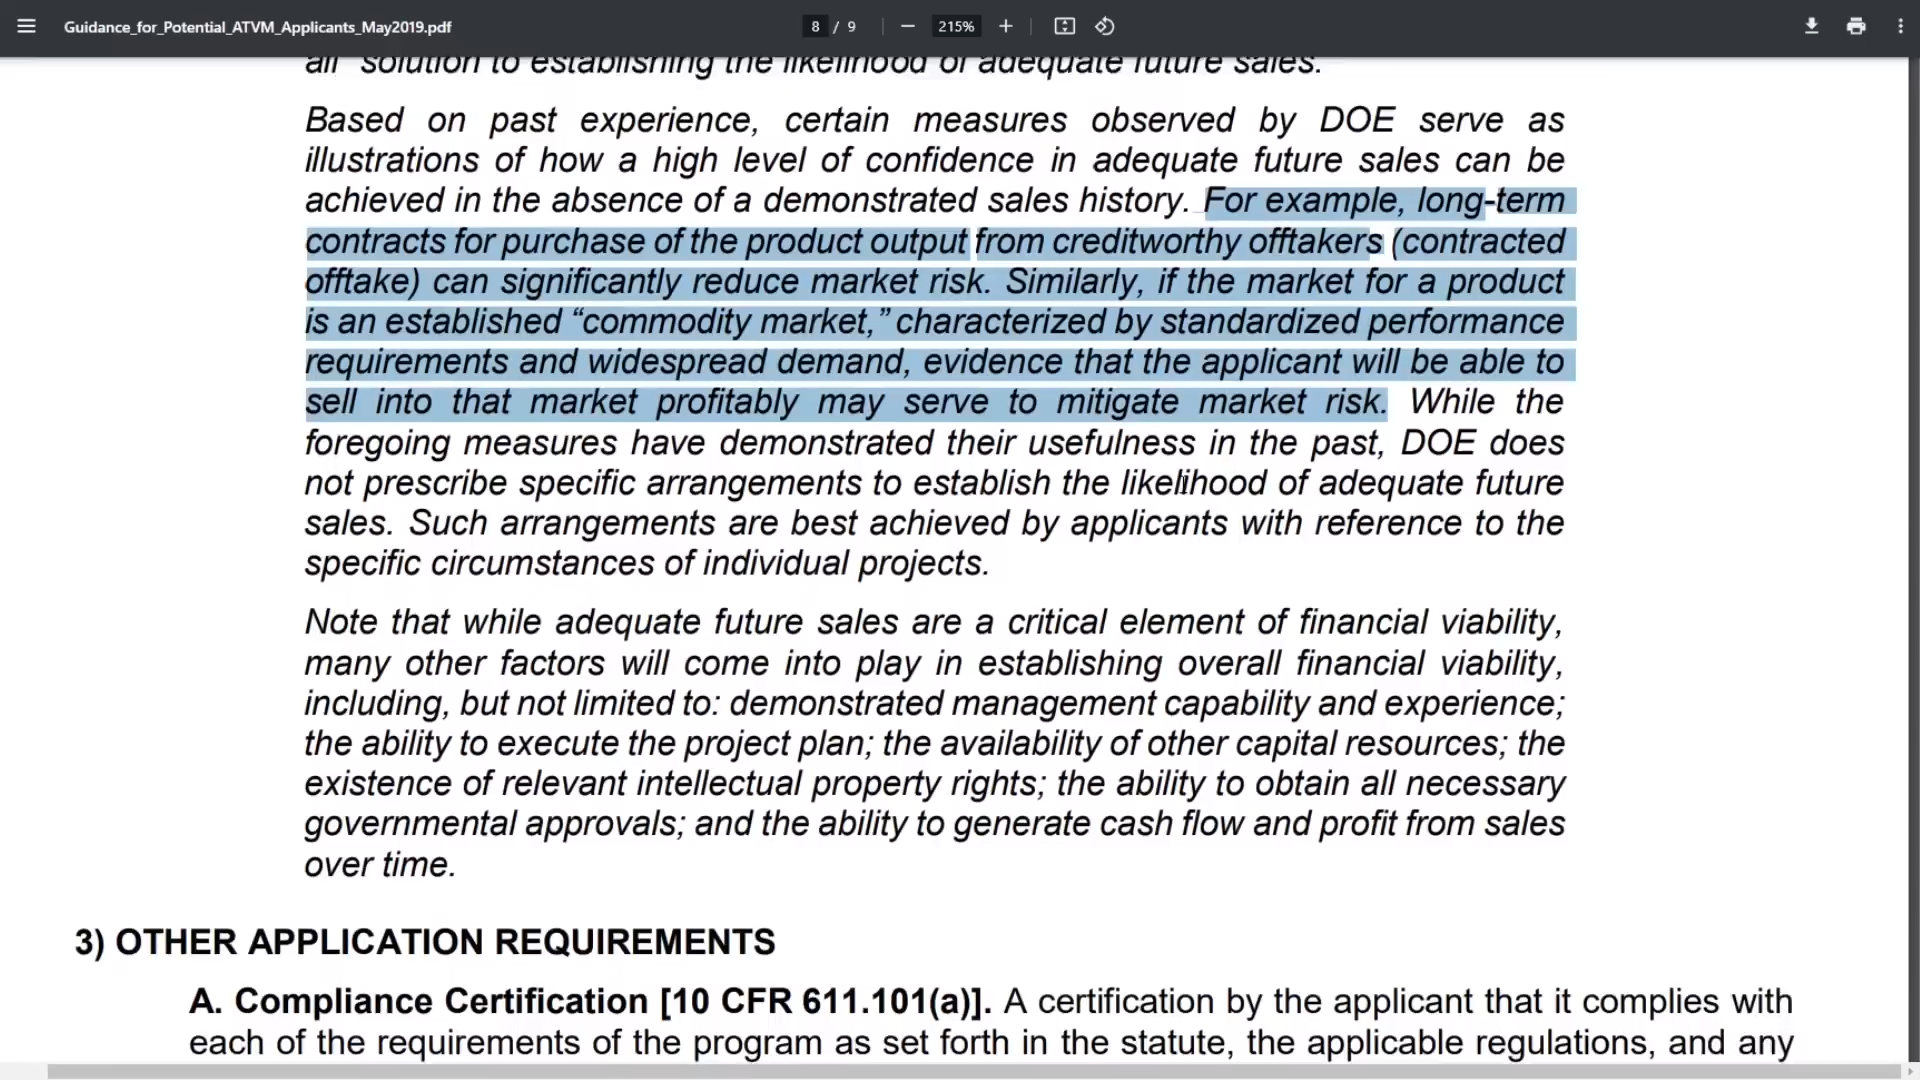 Guidance_for_Potential_ATVM_Applicants_May2019.pdf
8 / 9
215%
all" solution to establishing the likelihood of adequate future sales.
Based on past experience, certain measures observed by DOE serve as
illustrations of how a high level of confidence in adequate future sales can be
achieved in the absence of a demonstrated sales history. For example, long-term
contracts for purchase of the product output from creditworthy offtakers (contracted
offtake) can significantly reduce market risk. Similarly, if the market for a product
is an established “commodity market,” characterized by standardized performance
requirements and widespread demand, evidence that the applicant will be able to
sell into that market profitably may serve to mitigate market risk. While the
foregoing measures have demonstrated their usefulness in the past, DOE does
not prescribe specific arrangements to establish the likelihood of adequate future
sales. Such arrangements are best achieved by applicants with reference to the
specific circumstances of individual projects.
Note that while adequate future sales are a critical element of financial viability,
many other factors will come into play in establishing overall financial viability,
including, but not limited to: demonstrated management capability and experience;
the ability to execute the project plan; the availability of other capital resources; the
existence of relevant intellectual property rights; the ability to obtain all necessary
governmental approvals; and the ability to generate cash flow and profit from sales
over time.
3) OTHER APPLICATION REQUIREMENTS
A. Compliance Certification [10 CFR 611.101(a)]. A certification by the applicant that it complies with
each of the requirements of the program as set forth in the statute, the applicable regulations, and any